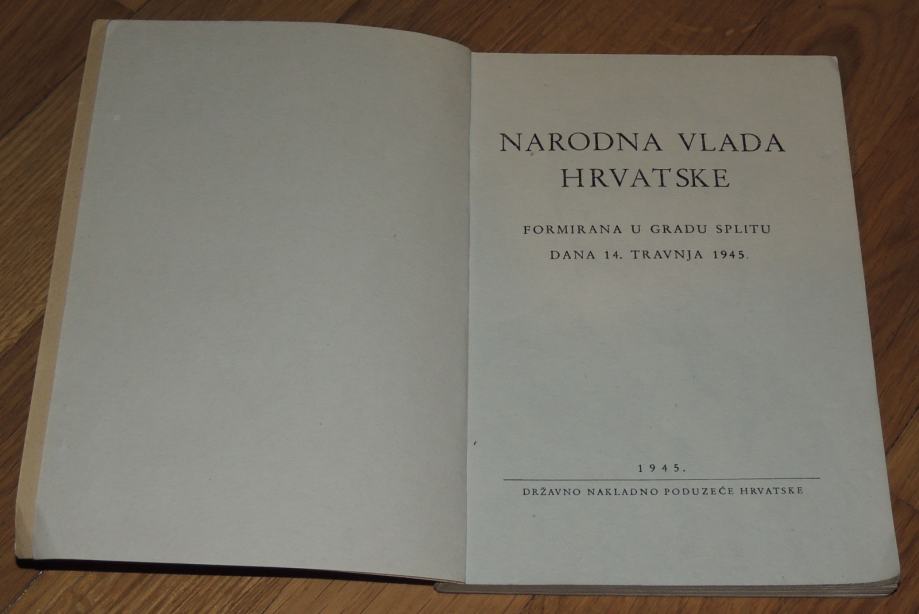 NARODNA VLADA
HRVATSKE
FORMIRANA U GRADU SPLITU
DANA 14. TRAVNJA 1945.
1945.
DRŽAVNO NAKLADNO PODUZEĆE HRVATSKE